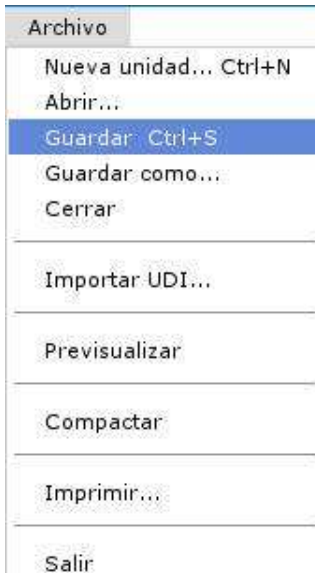 Archivo
Nueva unidad... Ctrl+N
Abrir...
Guardar Ctrl+S
Guardar como...
Cerrar
Importar UDI...
Previsualizar
Compactar
Imprimir...
Salir